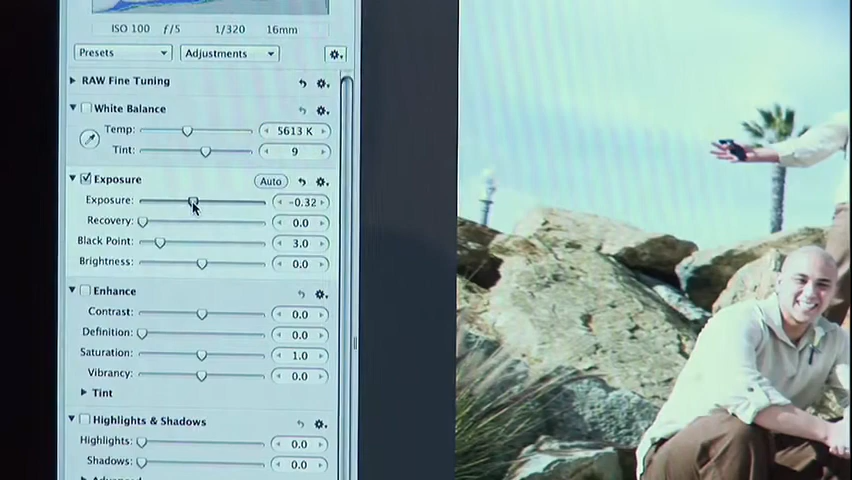 ISO 100 ƒ/5 1/320 16mm
Presets Adjustments
RAW Fine Tuning
White Balance
Temp: 5613 K
Tint: 9
Exposure Auto
Exposure: -0.32
Recovery: 0.0
Black Point: 3.0
Brightness: 0.0
Enhance
Contrast: 0.0
Definition: 0.0
Saturation: 1.0
Vibrancy: 0.0
Tint
Highlights & Shadows
Highlights: 0.0
Shadows: 0.0